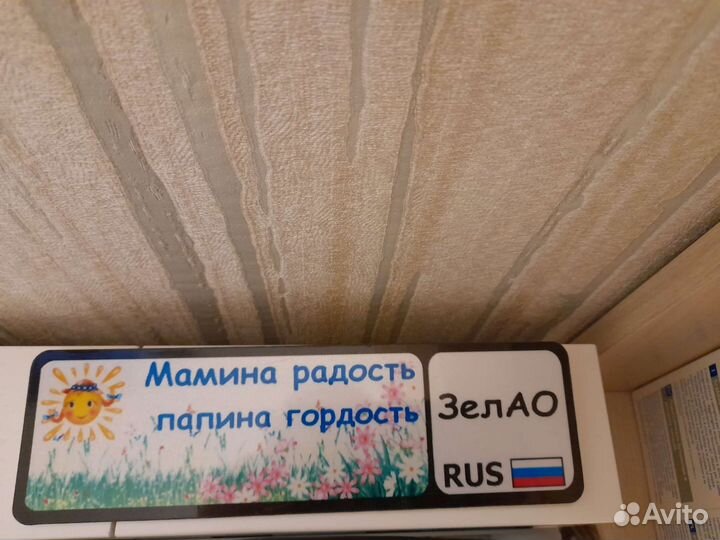 Мамина радость
папина гордость
ЗелАО
RUS
Avito